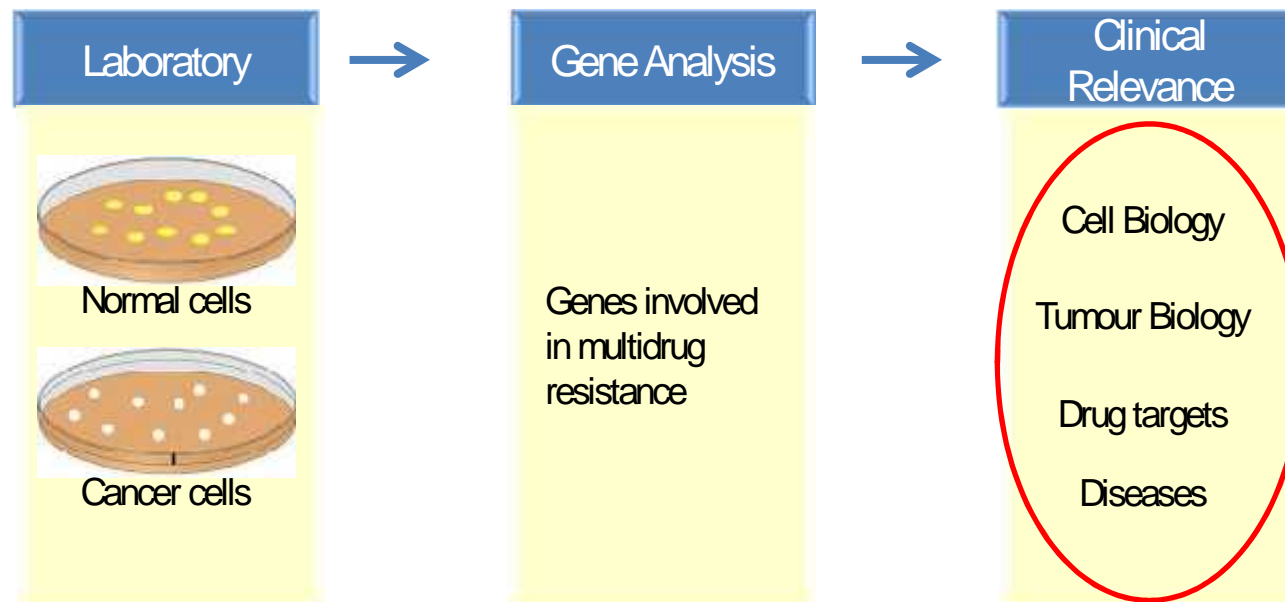 Laboratory
Gene Analysis
Clinical
Relevance
Normal cells
Cancer cells
Genes involved
in multidrug
resistance
Cell Biology
Tumour Biology
Drug targets
Diseases